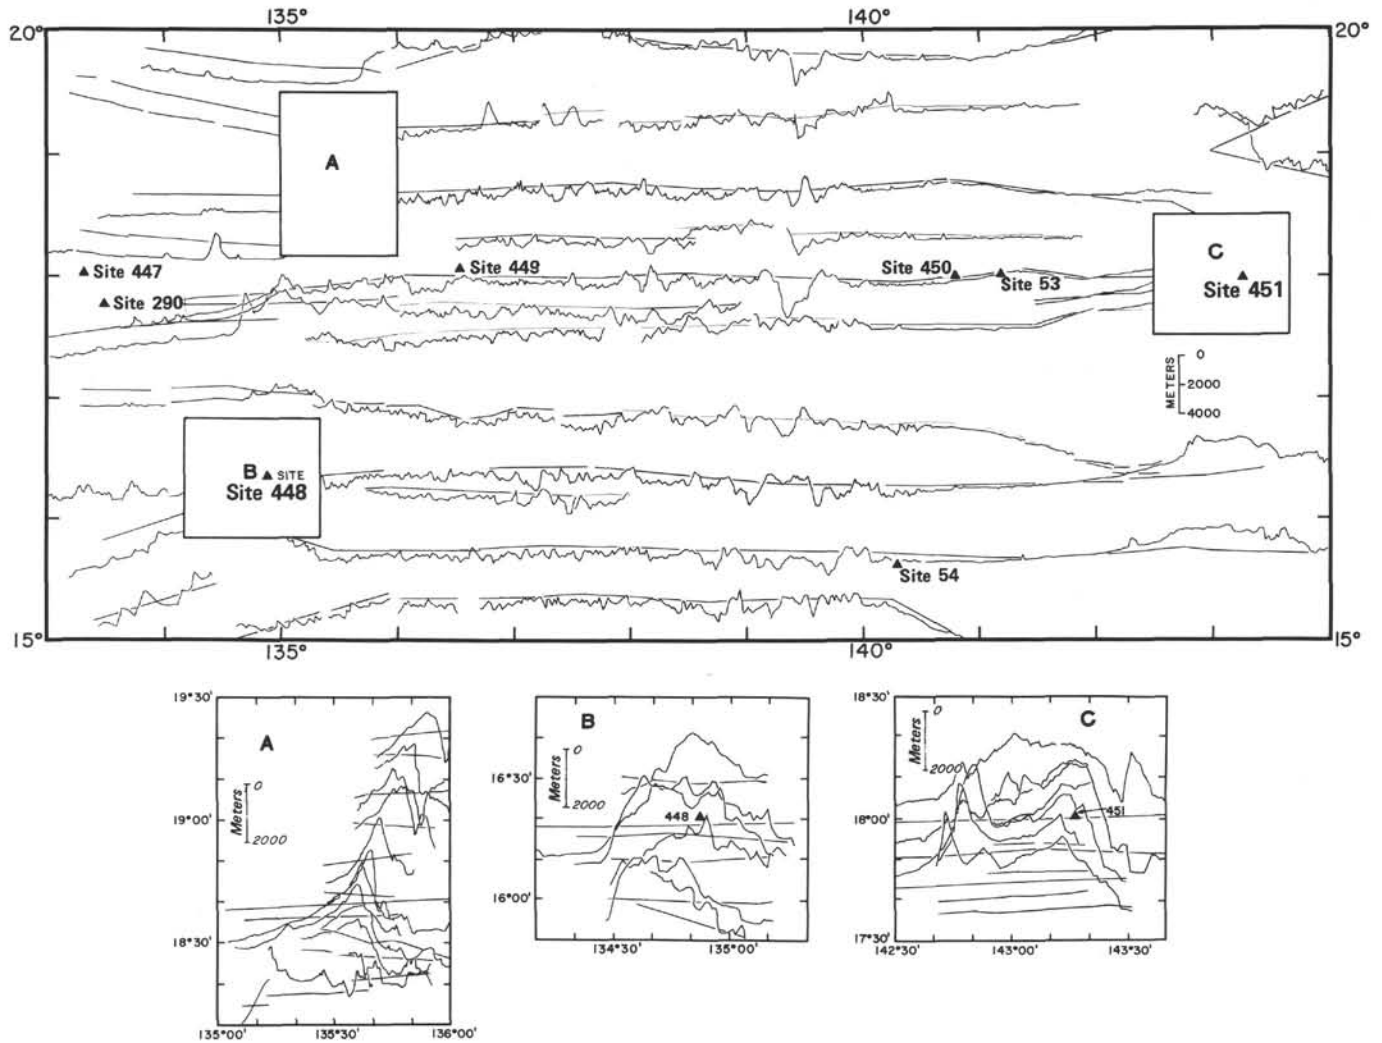 135°
140°
20°
20°
A
C
Site 447
Site 449
Site 450
Site 53
Site 290
Site 451
METERS
0
2000
4000
B ▲ SITE
Site 448
Site 54
15°
15°
135°
140°
19°30'
A
0
Meters
2000
19°00'
18°30'
135°00'
135°30'
136°00'
B
0
Meters
2000
16°30'
448
16°00'
134°30'
135°00'
18°30'
0
Meters
2000
C
451
18°00'
17°30'
142°30'
143°00'
143°30'